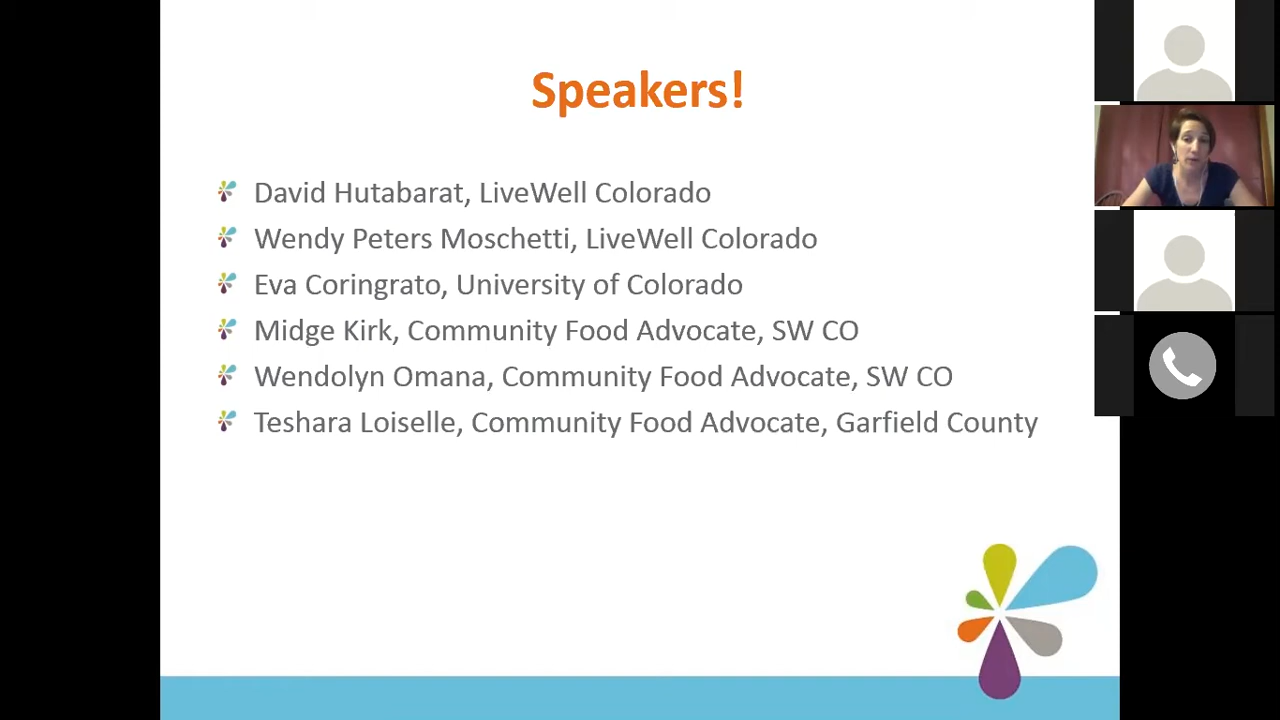 Speakers!
David Hutabarat, LiveWell Colorado
Wendy Peters Moschetti, LiveWell Colorado
Eva Coringrato, University of Colorado
Midge Kirk, Community Food Advocate, SW CO
Wendolyn Omana, Community Food Advocate, SW CO
Teshara Loiselle, Community Food Advocate, Garfield County